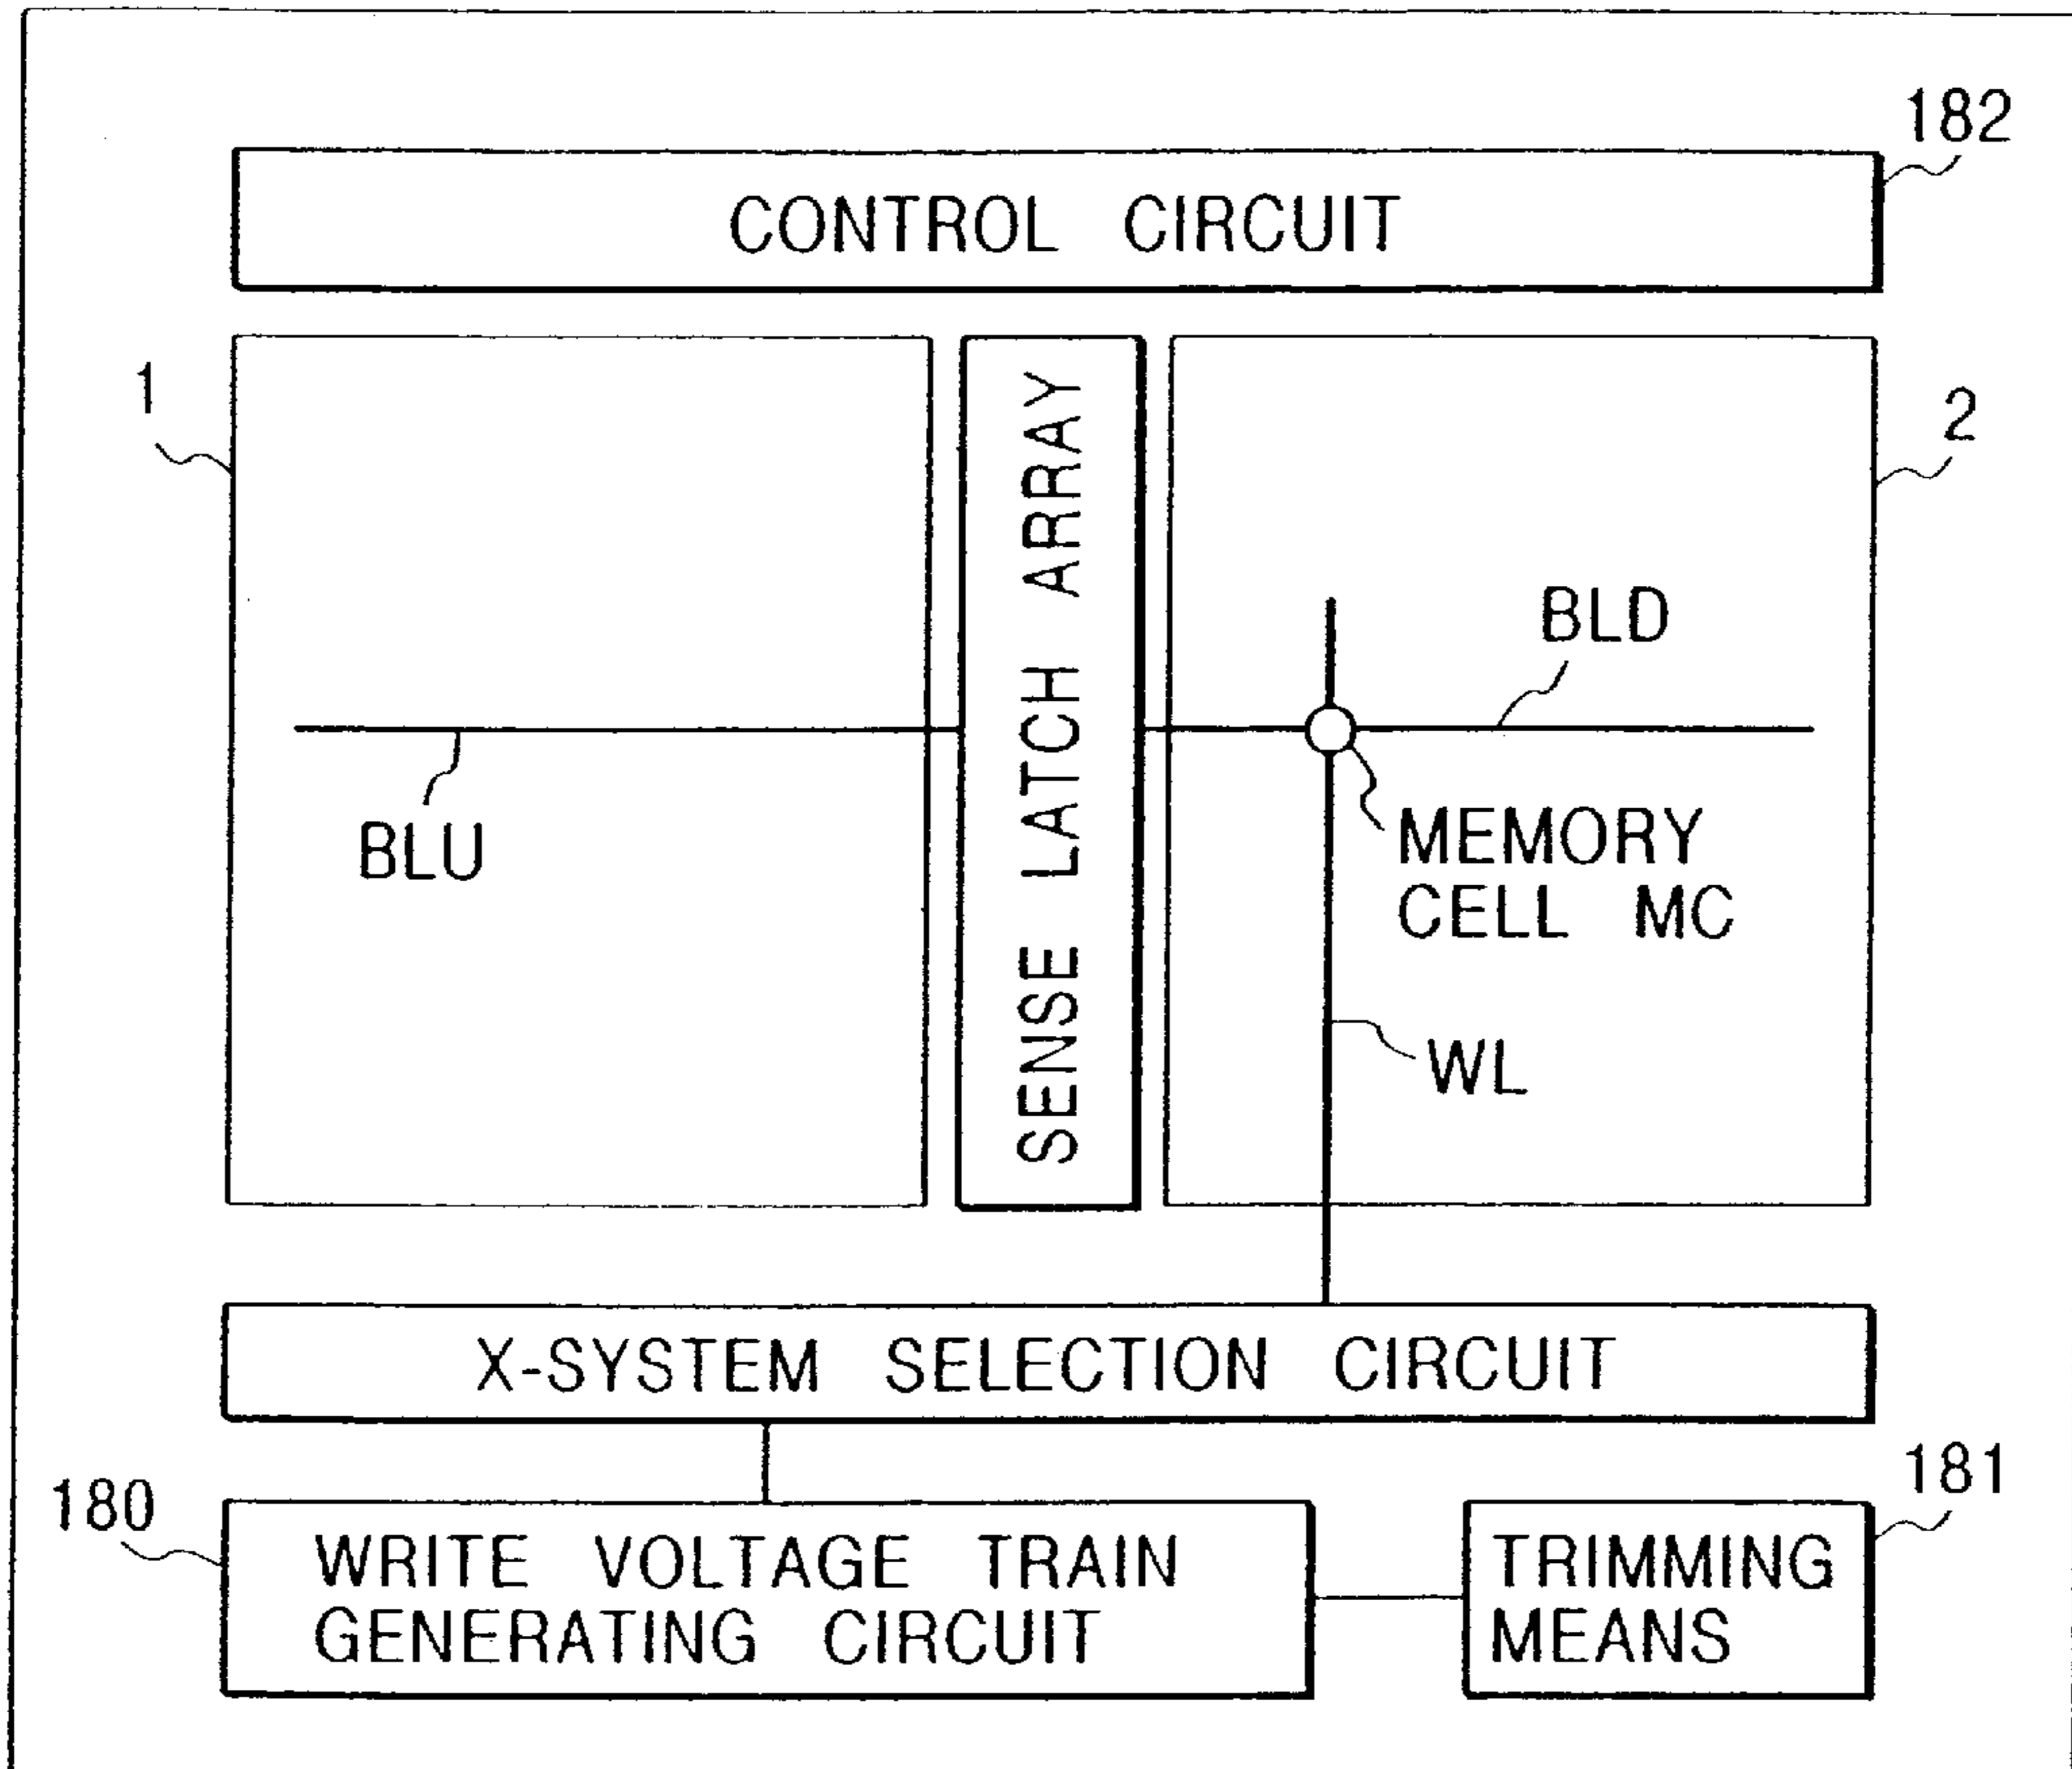 182
CONTROL CIRCUIT
1
2
SENSE LATCH ARRAY
BLD
BLU
MEMORY
CELL MC
WL
X-SYSTEM SELECTION CIRCUIT
180
181
WRITE VOLTAGE TRAIN
GENERATING CIRCUIT
TRIMMING
MEANS